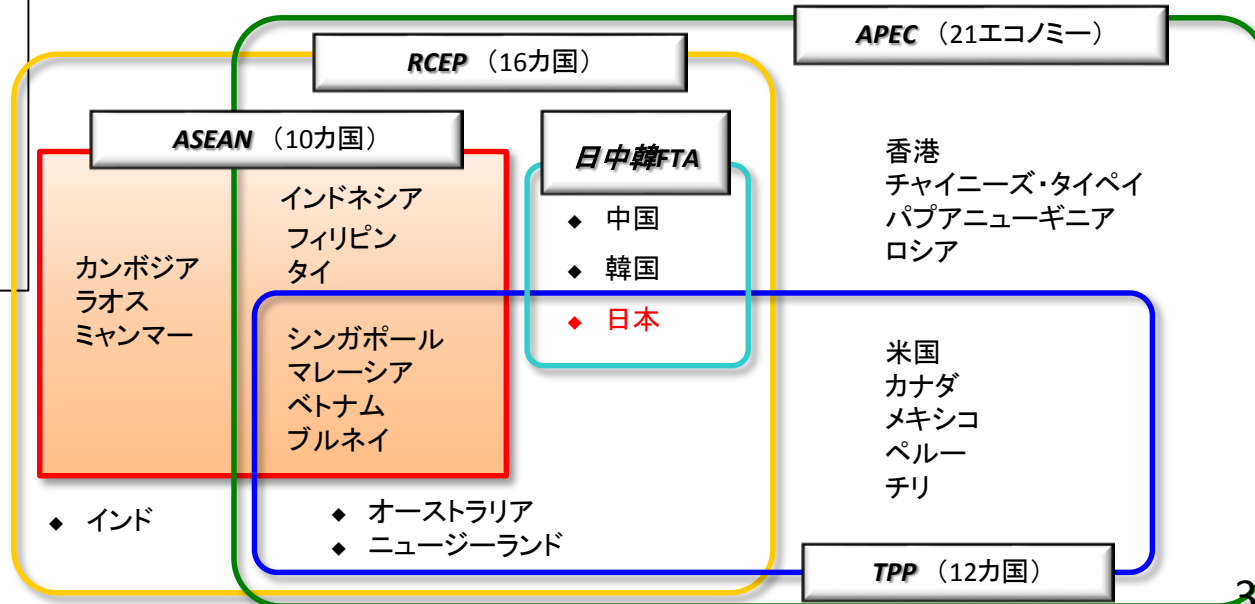 APEC （21エコノミー）
RCEP （16カ国）
ASEAN （10カ国）
日中韓FTA
香港
チャイニーズ・タイペイ
パプアニューギニア
ロシア
インドネシア
フィリピン
タイ
◆ 中国
◆ 韓国
◆ 日本
カンボジア
ラオス
ミャンマー
シンガポール
マレーシア
ベトナム
ブルネイ
米国
カナダ
メキシコ
ペルー
チリ
◆ インド
◆ オーストラリア
◆ ニュージーランド
TPP （12カ国）
3